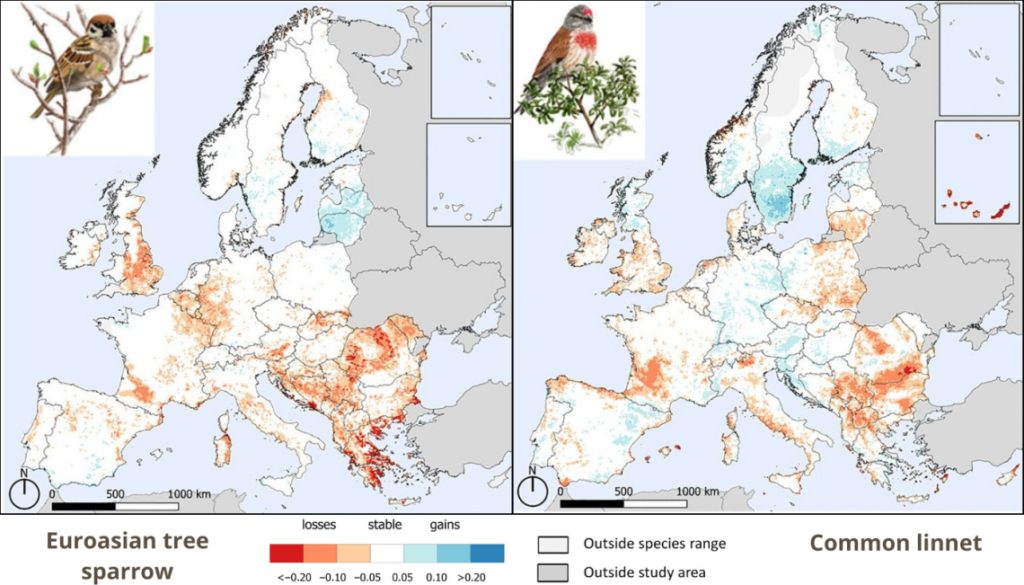 N
0 500 1000 km
N
0 500 1000 km
Euroasian tree
sparrow
losses stable gains
<-0.20 -0.10 -0.05 0.05 0.10 >0.20
Outside species range
Outside study area
Common linnet